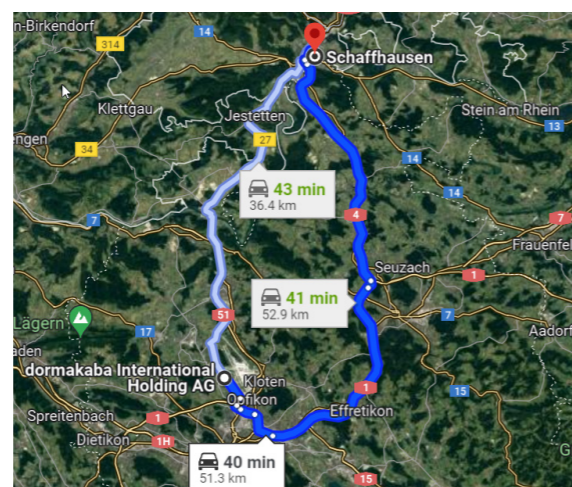 n-Birkendorf
314
14
Schaffhausen
Klettgau
Jestetten
Stein am Rhein
13
27
34
14
43 min
36.4 km
14
7
4
7
Frauenfel
Seuzach
1
41 min
52.9 km
51
7
Lägern
17
Aadorf
dormakaba International
Holding AG
Kloten
Opfikon
1
15
Effretikon
Spreitenbach
1
Dietikon
1H
40 min
51.3 km
15
G